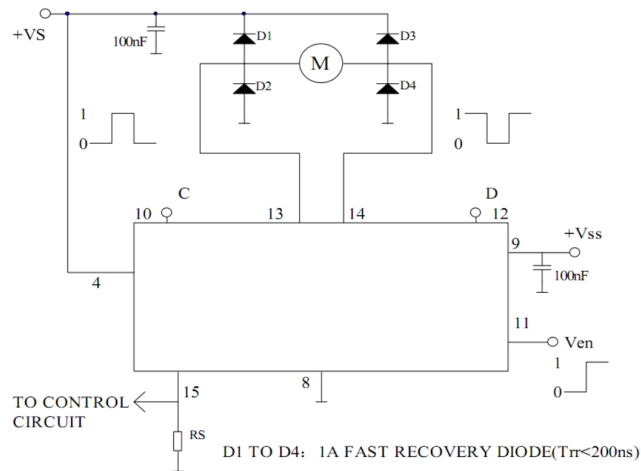 +VS
100nF
D1
D3
M
D2
D4
1
0
1
0
C
D
10
13
14
12
+Vss
9
100nF
4
11
Ven
1
0
15
8
TO CONTROL
CIRCUIT
RS
D1 TO D4: 1A FAST RECOVERY DIODE(Trr<200ns)